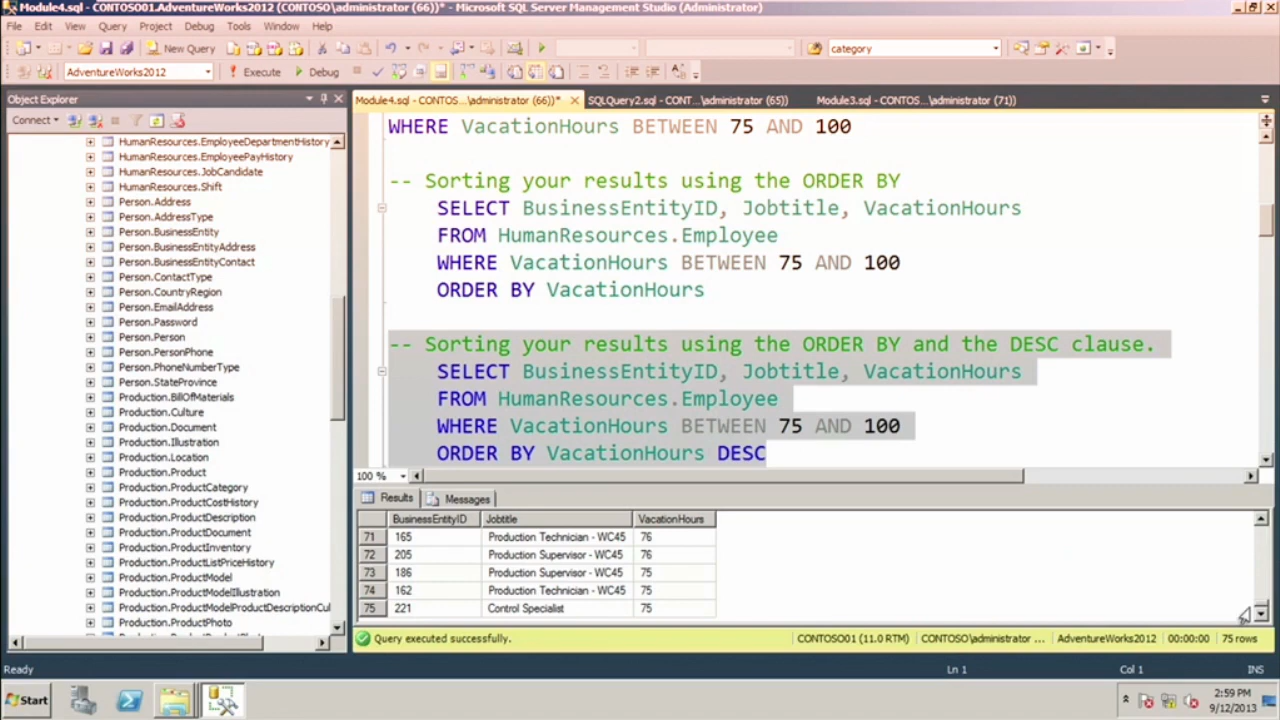 Module4.sql - CONTOSO01.AdventureWorks2012 (CONTOSO\administrator (66))* - Microsoft SQL Server Management Studio (Administrator)
File Edit View Query Project Debug Tools Window Help
New Query category
AdventureWorks2012 Execute Debug
Object Explorer
Connect
HumanResources.EmployeeDepartmentHistory
HumanResources.EmployeePayHistory
HumanResources.JobCandidate
HumanResources.Shift
Person.Address
Person.AddressType
Person.BusinessEntity
Person.BusinessEntityAddress
Person.BusinessEntityContact
Person.ContactType
Person.CountryRegion
Person.EmailAddress
Person.Password
Person.Person
Person.PersonPhone
Person.PhoneNumberType
Person.StateProvince
Production.BillOfMaterials
Production.Culture
Production.Document
Production.Illustration
Production.Location
Production.Product
Production.ProductCategory
Production.ProductCostHistory
Production.ProductDescription
Production.ProductDocument
Production.ProductInventory
Production.ProductListPriceHistory
Production.ProductModel
Production.ProductModelIllustration
Production.ProductModelProductDescriptionCul
Production.ProductPhoto
Module4.sql - CONTOS...\administrator (66))* SQLQuery2.sql - CONT...\administrator (65)) Module3.sql - CONTOS...\administrator (71))
WHERE VacationHours BETWEEN 75 AND 100
-- Sorting your results using the ORDER BY
SELECT BusinessEntityID, Jobtitle, VacationHours
FROM HumanResources.Employee
WHERE VacationHours BETWEEN 75 AND 100
ORDER BY VacationHours
-- Sorting your results using the ORDER BY and the DESC clause.
SELECT BusinessEntityID, Jobtitle, VacationHours
FROM HumanResources.Employee
WHERE VacationHours BETWEEN 75 AND 100
ORDER BY VacationHours DESC
100 %
Results Messages
BusinessEntityID Jobtitle VacationHours
71 165 Production Technician - WC45 76
72 205 Production Supervisor - WC45 76
73 186 Production Supervisor - WC45 75
74 162 Production Technician - WC45 75
75 221 Control Specialist 75
Query executed successfully. CONTOSO01 (11.0 RTM) CONTOSO\administrator ... AdventureWorks2012 00:00:00 75 rows
Ready Ln 1 Col 1 INS
Start 2:59 PM
9/12/2013